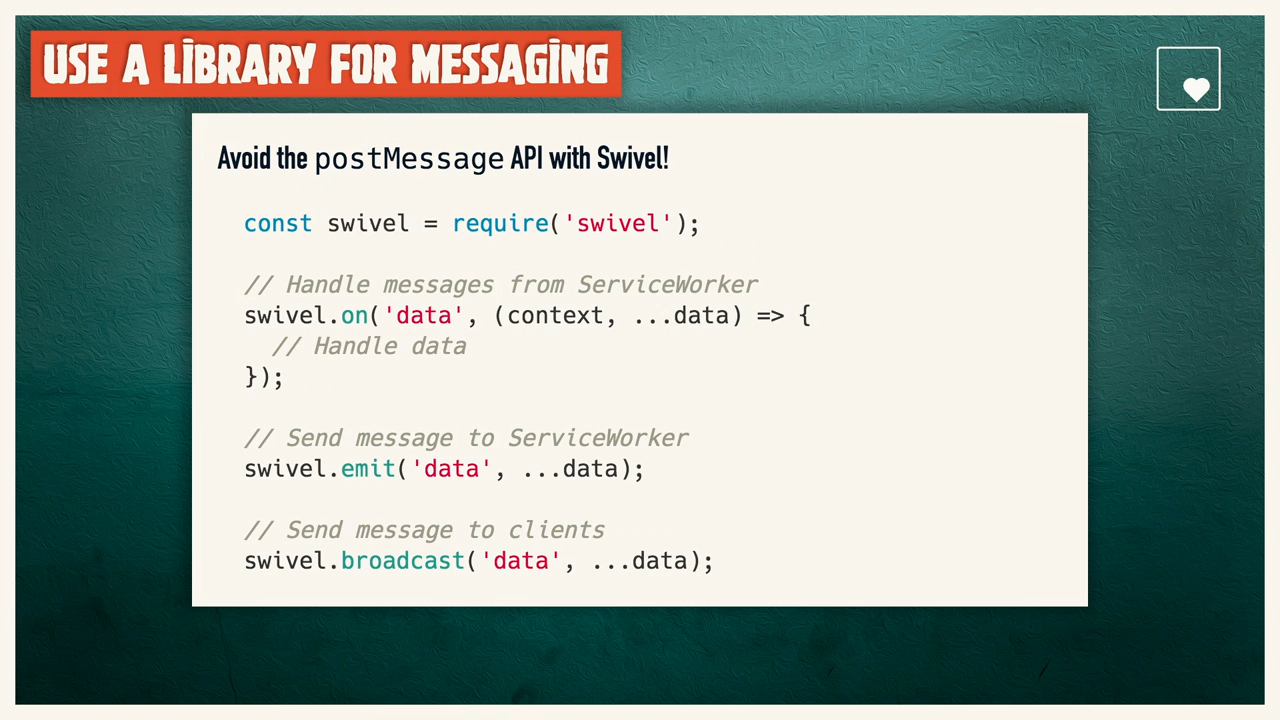 USE A LIBRARY FOR MESSAGING
Avoid the postMessage API with Swivel!
const swivel = require('swivel');
// Handle messages from ServiceWorker
swivel.on('data', (context, ...data) => {
  // Handle data
});
// Send message to ServiceWorker
swivel.emit('data', ...data);
// Send message to clients
swivel.broadcast('data', ...data);